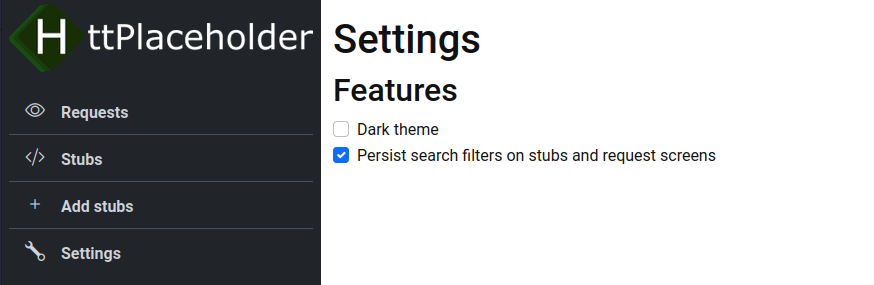 HttPlaceholder
Requests
Stubs
Add stubs
Settings
Settings
Features
Dark theme
Persist search filters on stubs and request screens